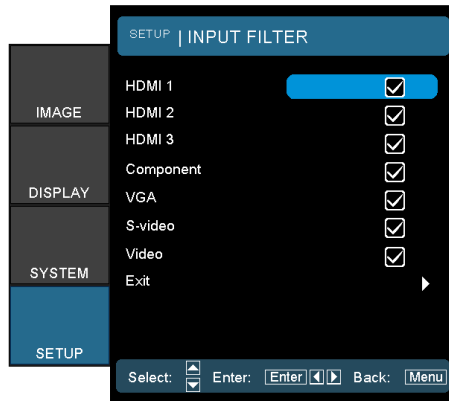 SETUP | INPUT FILTER
HDMI 1
HDMI 2
HDMI 3
Component
VGA
S-video
Video
Exit
IMAGE
DISPLAY
SYSTEM
SETUP
Select: Enter: Enter Back: Menu